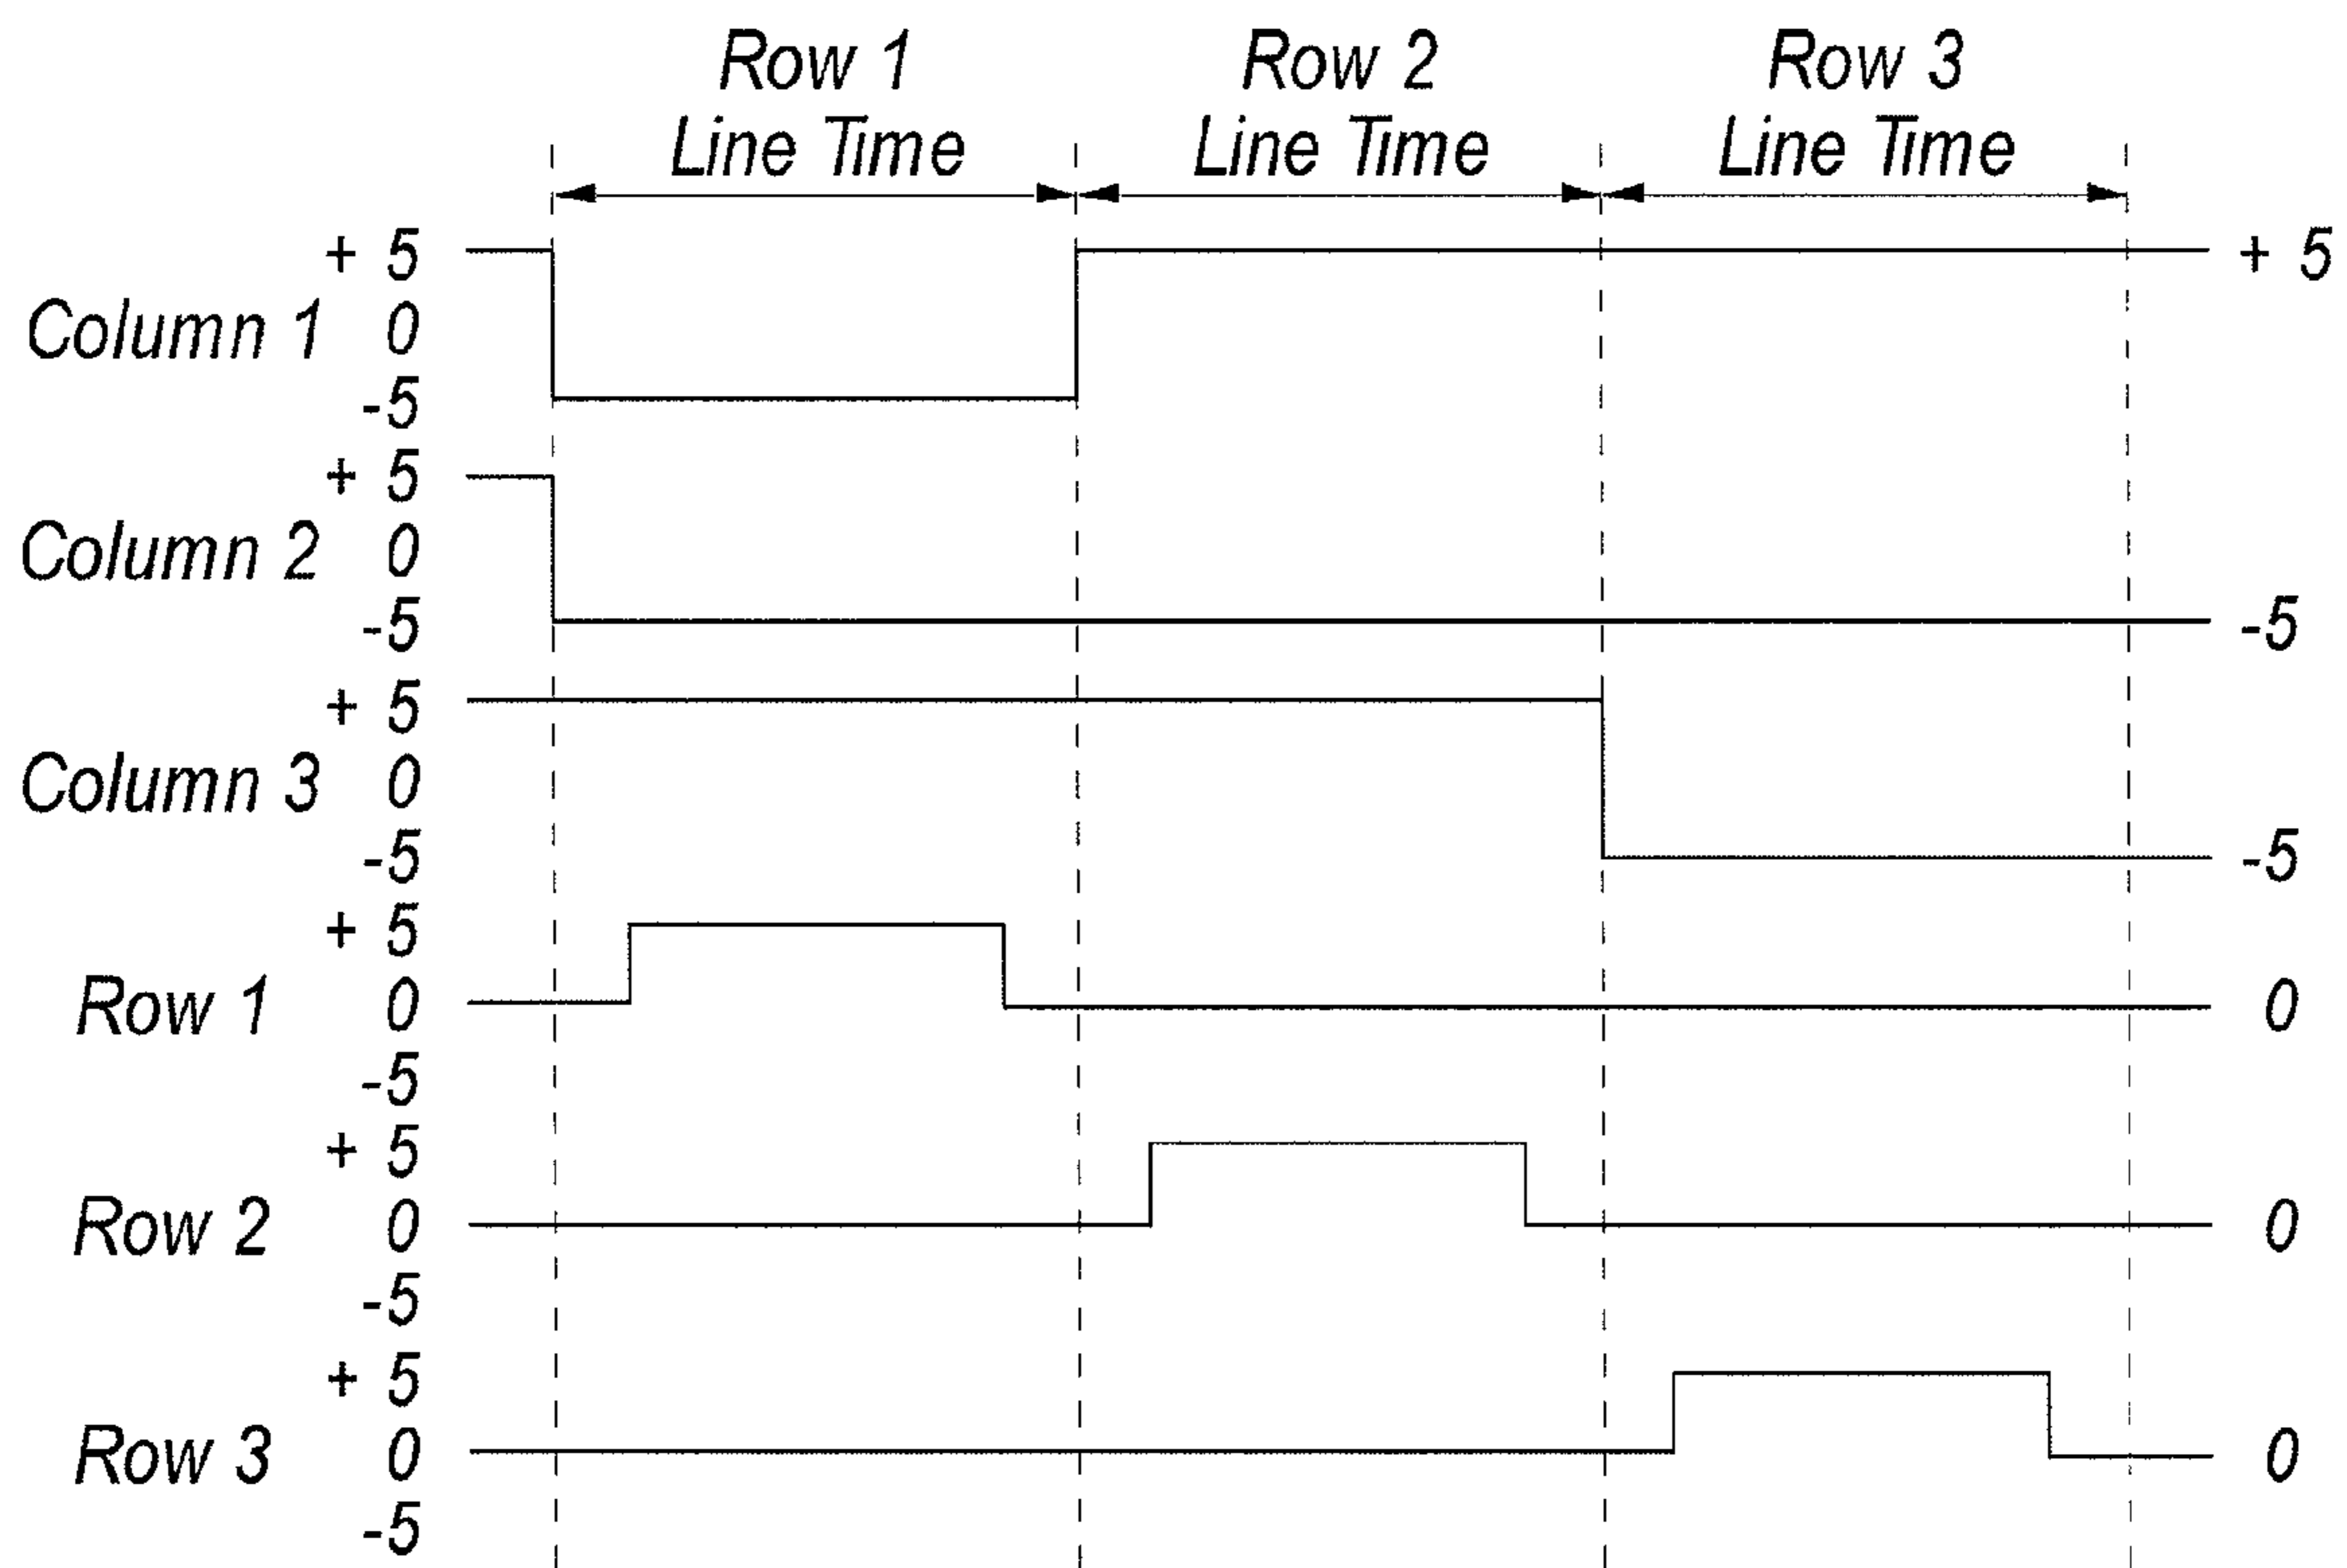 Row 1 Row 2 Row 3
Line Time Line Time Line Time
+ 5 + 5
Column 1 0
-5
+ 5
Column 2 0
-5 -5
+ 5
Column 3 0
-5 -5
+ 5
Row 1 0 0
-5
+ 5
Row 2 0 0
-5
+ 5
Row 3 0 0
-5